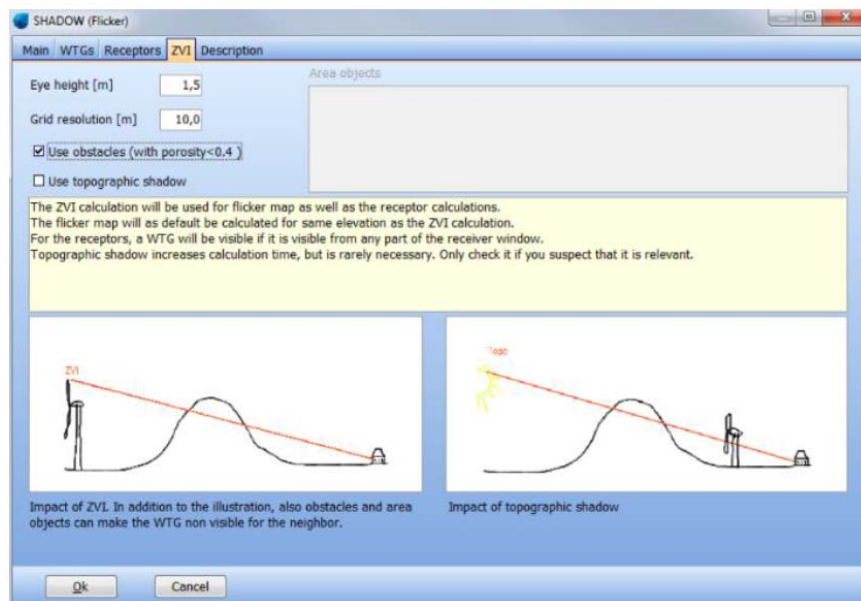 SHADOW (Flicker)
Main WTGs Receptors ZVI Description
Eye height [m] 1,5
Area objects
Grid resolution [m] 10,0
Use obstacles (with porosity<0.4 )
Use topographic shadow
The ZVI calculation will be used for flicker map as well as the receptor calculations.
The flicker map will as default be calculated for same elevation as the ZVI calculation.
For the receptors, a WTG will be visible if it is visible from any part of the receiver window.
Topographic shadow increases calculation time, but is rarely necessary. Only check it if you suspect that it is relevant.
ZVI
Topo
Impact of ZVI. In addition to the illustration, also obstacles and area
objects can make the WTG non visible for the neighbor.
Impact of topographic shadow
Ok Cancel